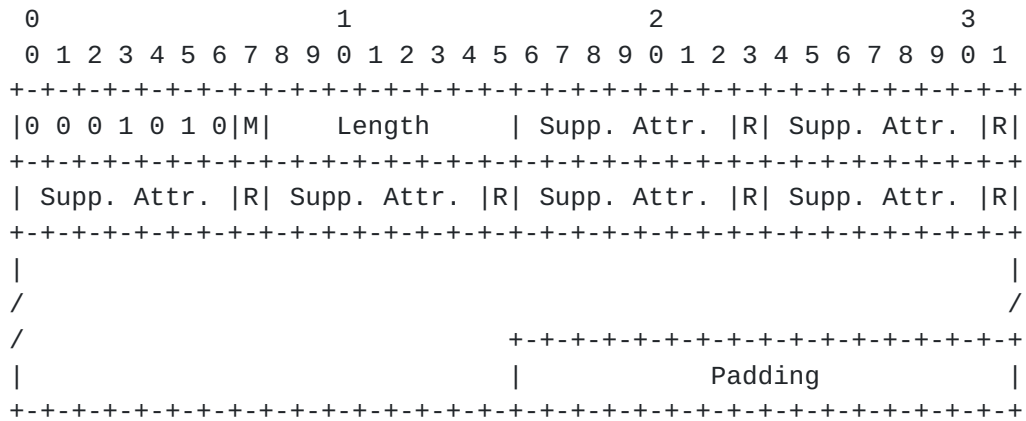 0                   1                   2                   3
 0 1 2 3 4 5 6 7 8 9 0 1 2 3 4 5 6 7 8 9 0 1 2 3 4 5 6 7 8 9 0 1
+-+-+-+-+-+-+-+-+-+-+-+-+-+-+-+-+-+-+-+-+-+-+-+-+-+-+-+-+-+-+-+-+
|0 0 0 1 0 1 0|M|    Length     | Supp. Attr. |R| Supp. Attr. |R|
+-+-+-+-+-+-+-+-+-+-+-+-+-+-+-+-+-+-+-+-+-+-+-+-+-+-+-+-+-+-+-+-+
| Supp. Attr. |R| Supp. Attr. |R| Supp. Attr. |R| Supp. Attr. |R|
+-+-+-+-+-+-+-+-+-+-+-+-+-+-+-+-+-+-+-+-+-+-+-+-+-+-+-+-+-+-+-+-+
|                                                               |
/                                                               /
/                               +-+-+-+-+-+-+-+-+-+-+-+-+-+-+-+-+
|                               |            Padding            |
+-+-+-+-+-+-+-+-+-+-+-+-+-+-+-+-+-+-+-+-+-+-+-+-+-+-+-+-+-+-+-+-+